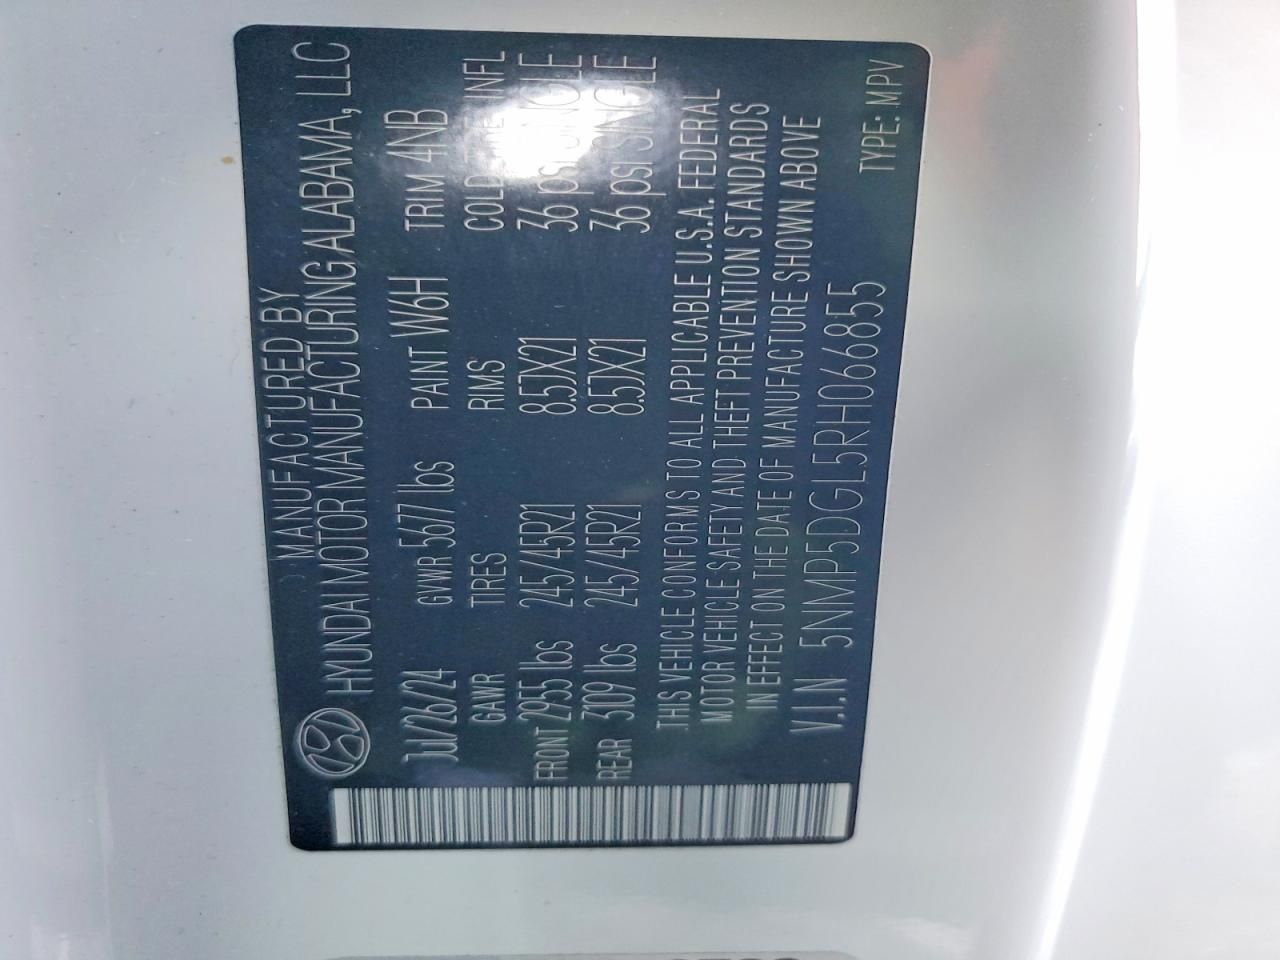 MANUFACTURED BY
HYUNDAI MOTOR MANUFACTURING ALABAMA, LLC
Jul/26/24 GVWR 5677 lbs PAINT W6H TRIM 4NB
GAWR TIRES RIMS COLD TIRE INFL
FRONT 2955 lbs 245/45R21 8.5JX21 36 psi SINGLE
REAR 3109 lbs 245/45R21 8.5JX21 36 psi SINGLE
THIS VEHICLE CONFORMS TO ALL APPLICABLE U.S.A. FEDERAL
MOTOR VEHICLE SAFETY AND THEFT PREVENTION STANDARDS
IN EFFECT ON THE DATE OF MANUFACTURE SHOWN ABOVE
V.I.N 5NMP5DGL5RH066855
TYPE: MPV